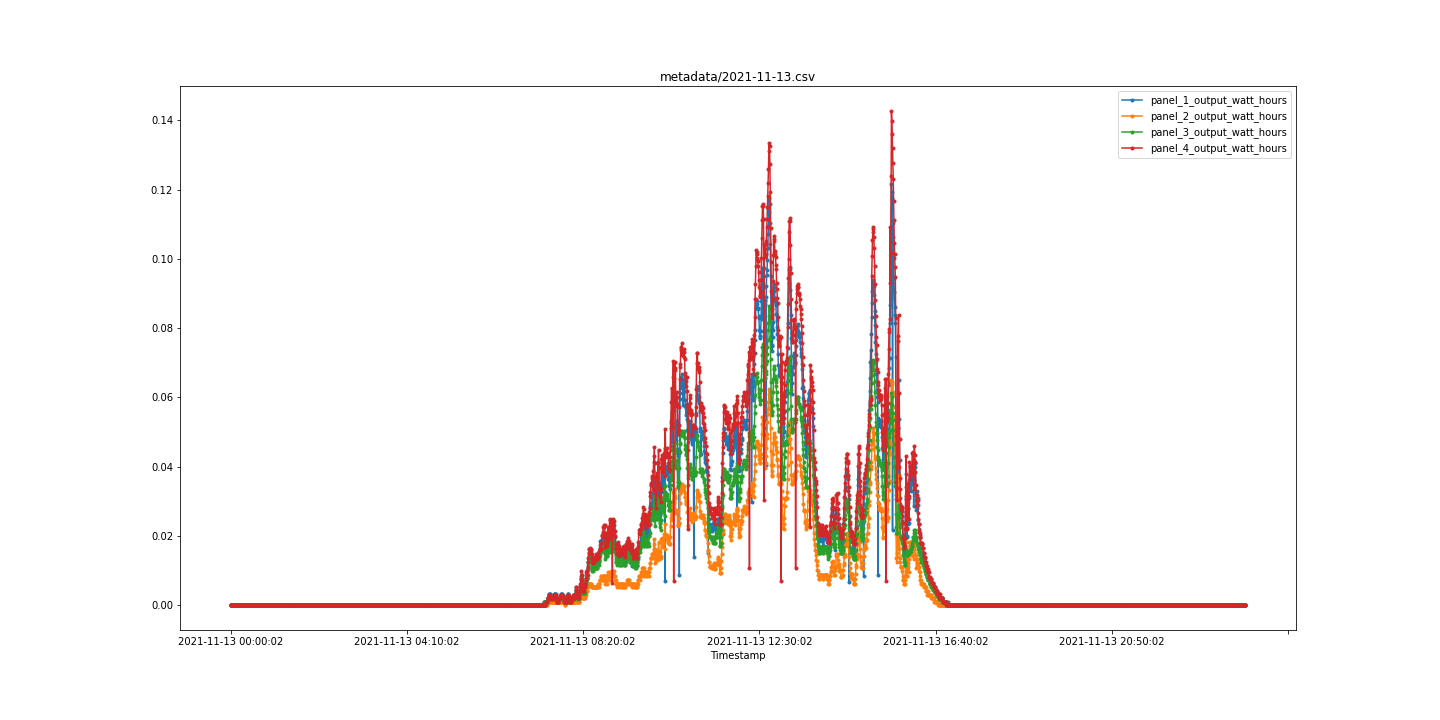 metadata/2021-11-13.csv
panel_1_output_watt_hours
panel_2_output_watt_hours
panel_3_output_watt_hours
panel_4_output_watt_hours
0.14
0.12
0.10
0.08
0.06
0.04
0.02
0.00
2021-11-13 00:00:02 2021-11-13 04:10:02 2021-11-13 08:20:02 2021-11-13 12:30:02 2021-11-13 16:40:02 2021-11-13 20:50:02
Timestamp